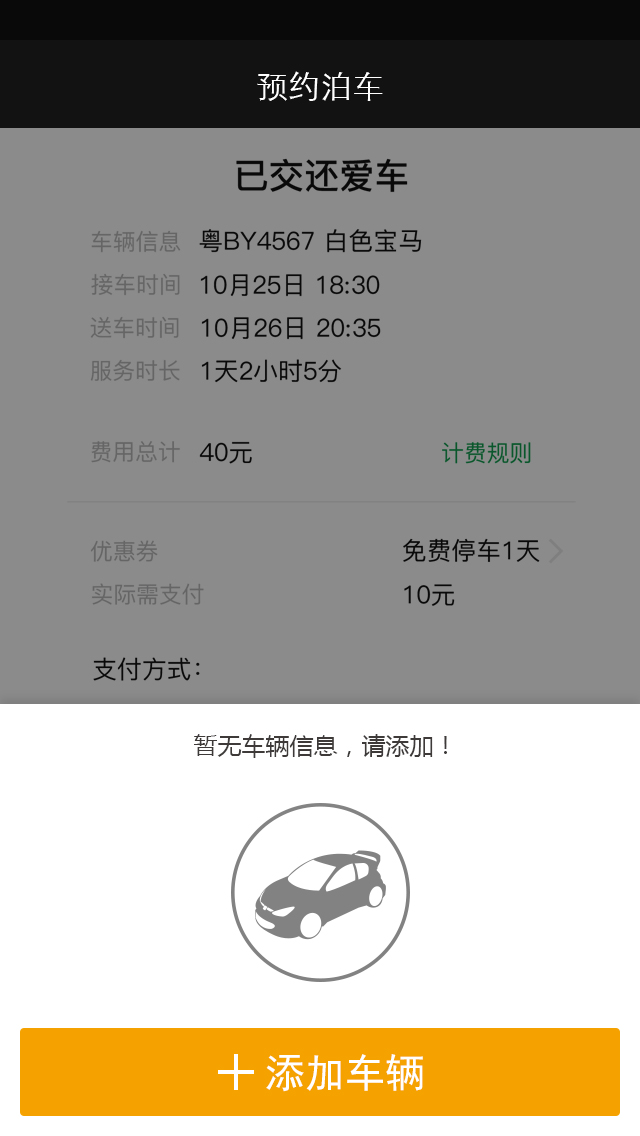 预约泊车
已交还爱车
车辆信息 粤BY4567 白色宝马
接车时间 10月25日 18:30
送车时间 10月26日 20:35
服务时长 1天2小时5分
费用总计 40元 计费规则
优惠券 免费停车1天
实际需支付 10元
支付方式：
暂无车辆信息，请添加！
添加车辆